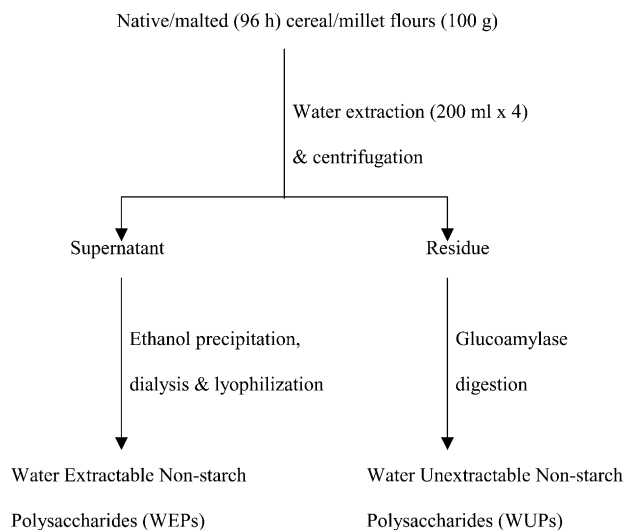 Native/malted (96 h) cereal/millet flours (100 g)
Water extraction (200 ml x 4)
& centrifugation
Supernatant
Residue
Ethanol precipitation,
dialysis & lyophilization
Glucoamylase
digestion
Water Extractable Non-starch
Polysaccharides (WEPs)
Water Unextractable Non-starch
Polysaccharides (WUPs)